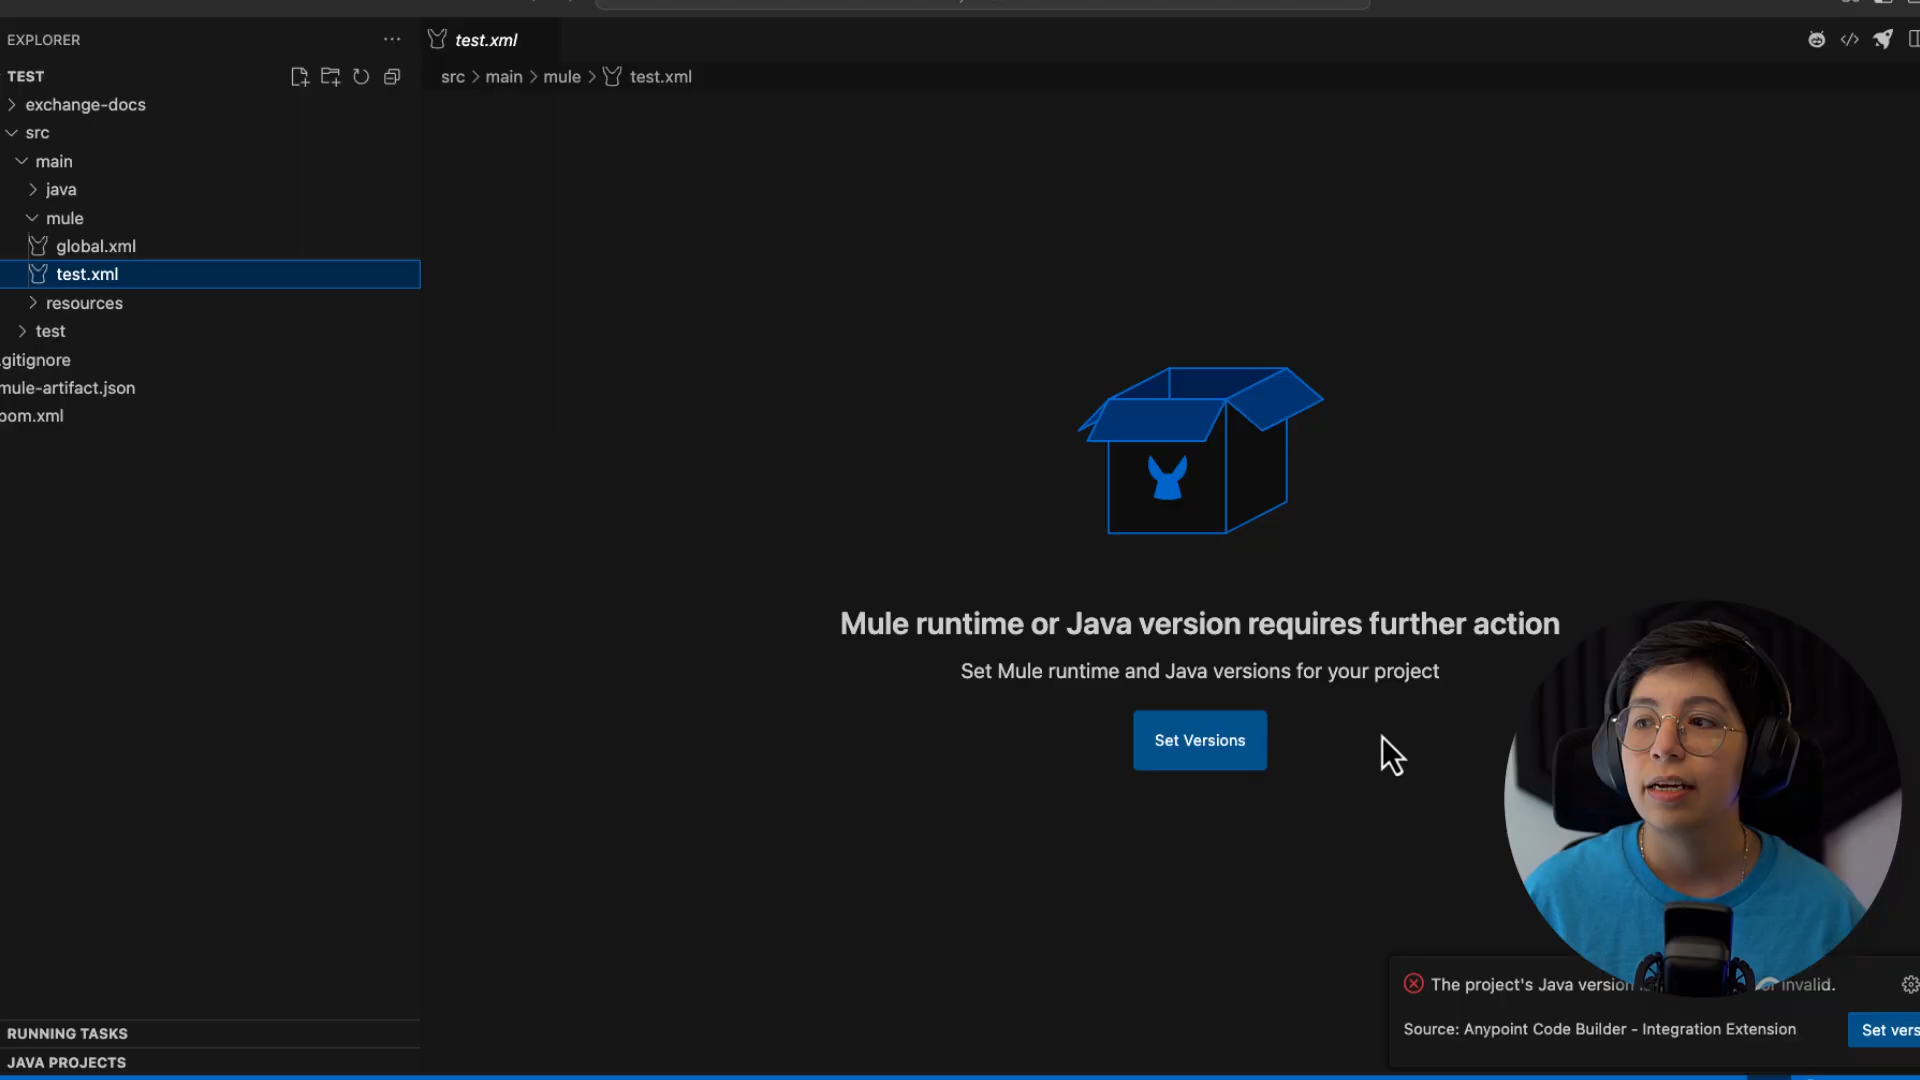 EXPLORER
TEST
exchange-docs
src
main
java
mule
global.xml
test.xml
resources
test
.gitignore
mule-artifact.json
pom.xml
RUNNING TASKS
JAVA PROJECTS
test.xml
src > main > mule > test.xml
Mule runtime or Java version requires further action
Set Mule runtime and Java versions for your project
Set Versions
The project's Java version or invalid.
Source: Anypoint Code Builder - Integration Extension
Set vers